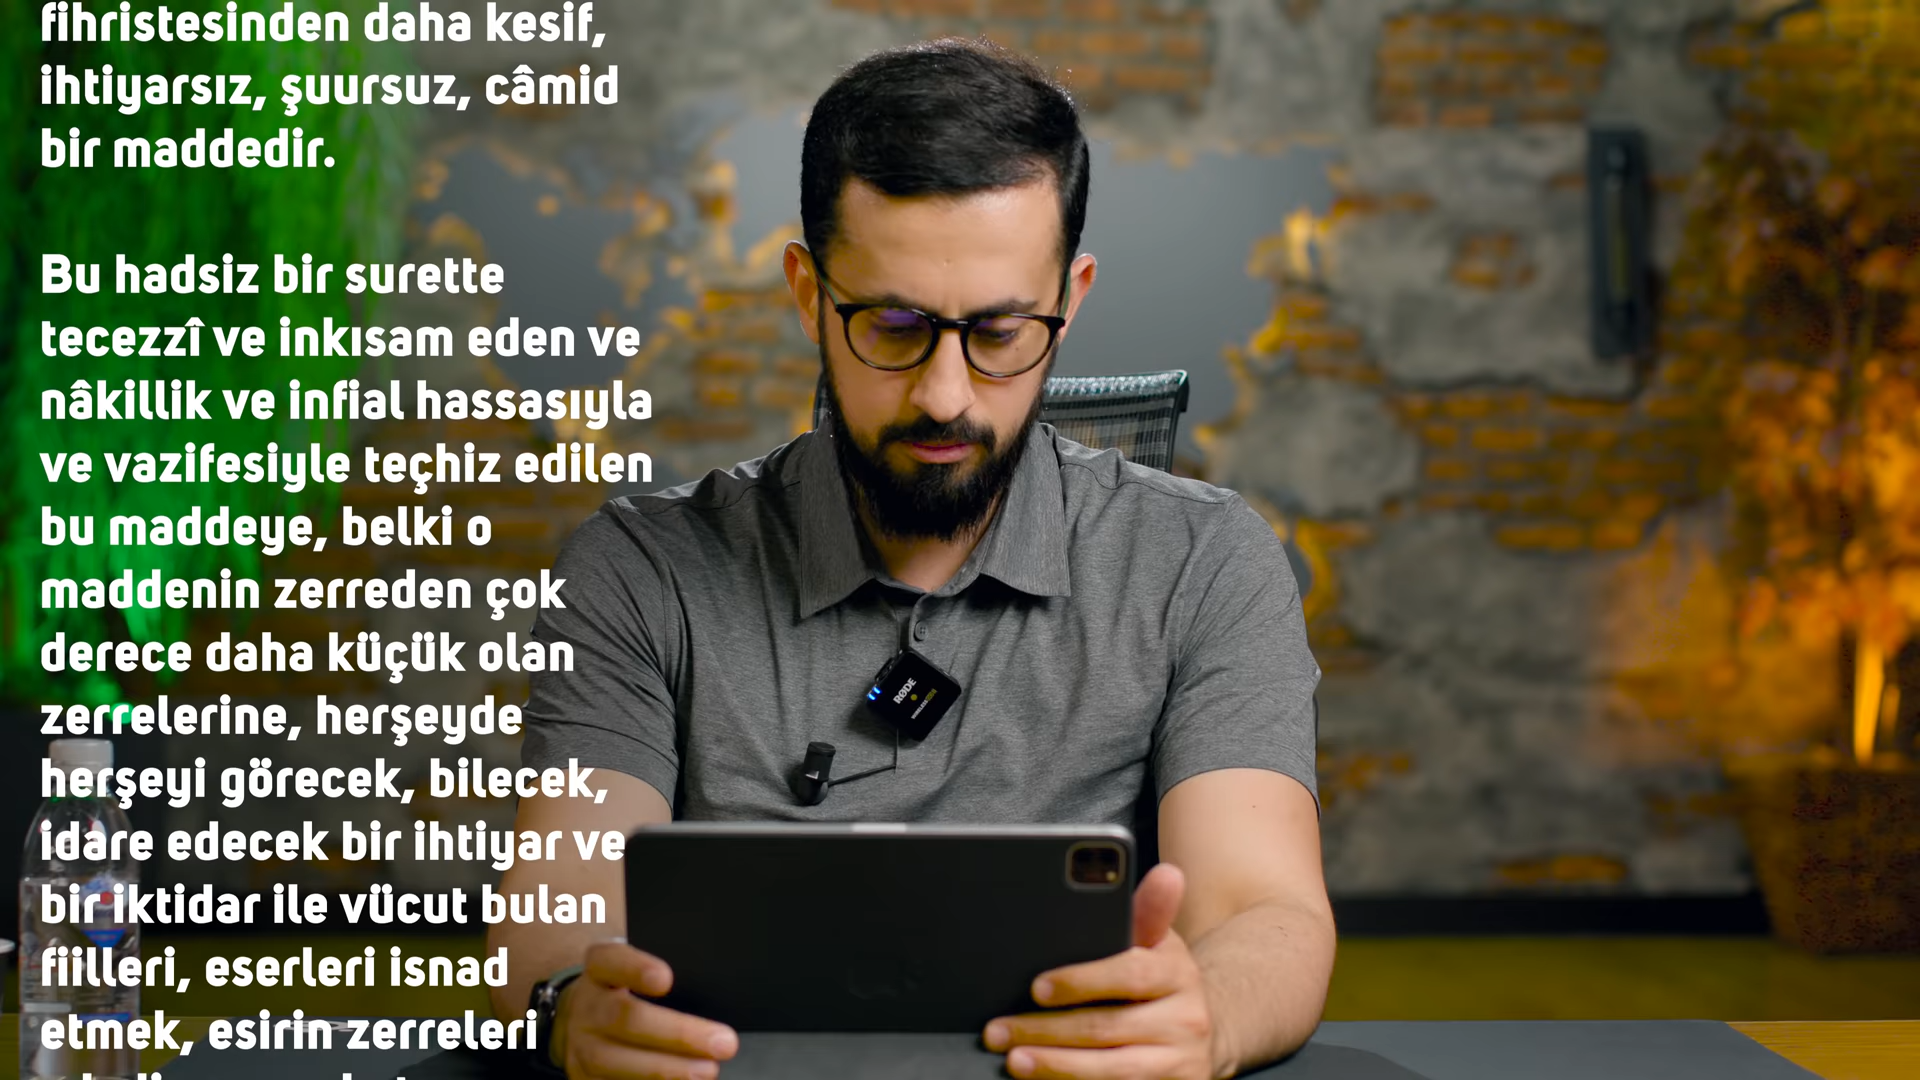 fihristesinden daha kesif,
ihtiyarsız, şuursuz, câmid
bir maddedir.
Bu hadsiz bir surette
tecezzî ve inkısam eden ve
nâkillik ve infial hassasıyla
ve vazifesiyle teçhiz edilen
bu maddeye, belki o
maddenin zerreden çok
derece daha küçük olan
zerrelerine, herşeyde
herşeyi görecek, bilecek,
idare edecek bir ihtiyar ve
bir iktidar ile vücut bulan
fiilleri, eserleri isnad
etmek, esirin zerreleri
RØDE
WIRELESS